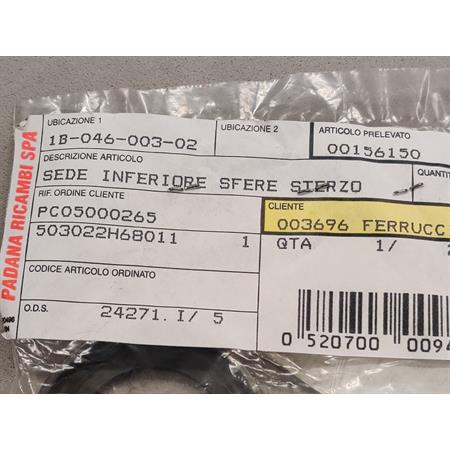 PADANA RICAMBI SPA
UBICAZIONE 1
1B-046-003-02
UBICAZIONE 2
ARTICOLO PRELEVATO
00156150
DESCRIZIONE ARTICOLO
SEDE INFERIORE SFERE STERZO
RIF. ORDINE CLIENTE
PC05000265
CLIENTE
003696 FERRUCC
503022H68011 1
QTA 1/
CODICE ARTICOLO ORDINATO
O.D.S.
24271.I/ 5
0 520700 009